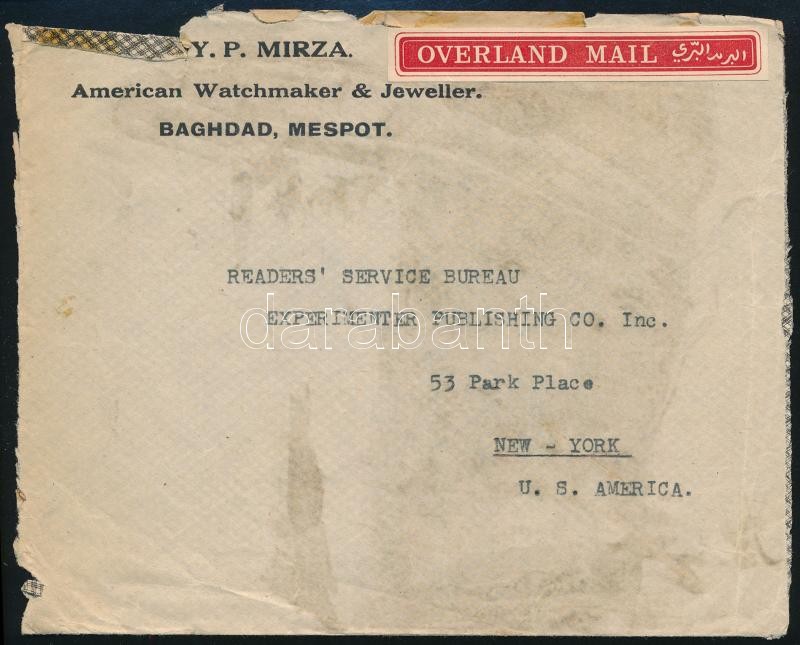 Y. P. MIRZA.
OVERLAND MAIL البريد البري
American Watchmaker & Jeweller.
BAGHDAD, MESPOT.
READERS' SERVICE BUREAU
EXPERIMENTER PUBLISHING CO. Inc.
darabanth
53 Park Place
NEW - YORK
U. S. AMERICA.